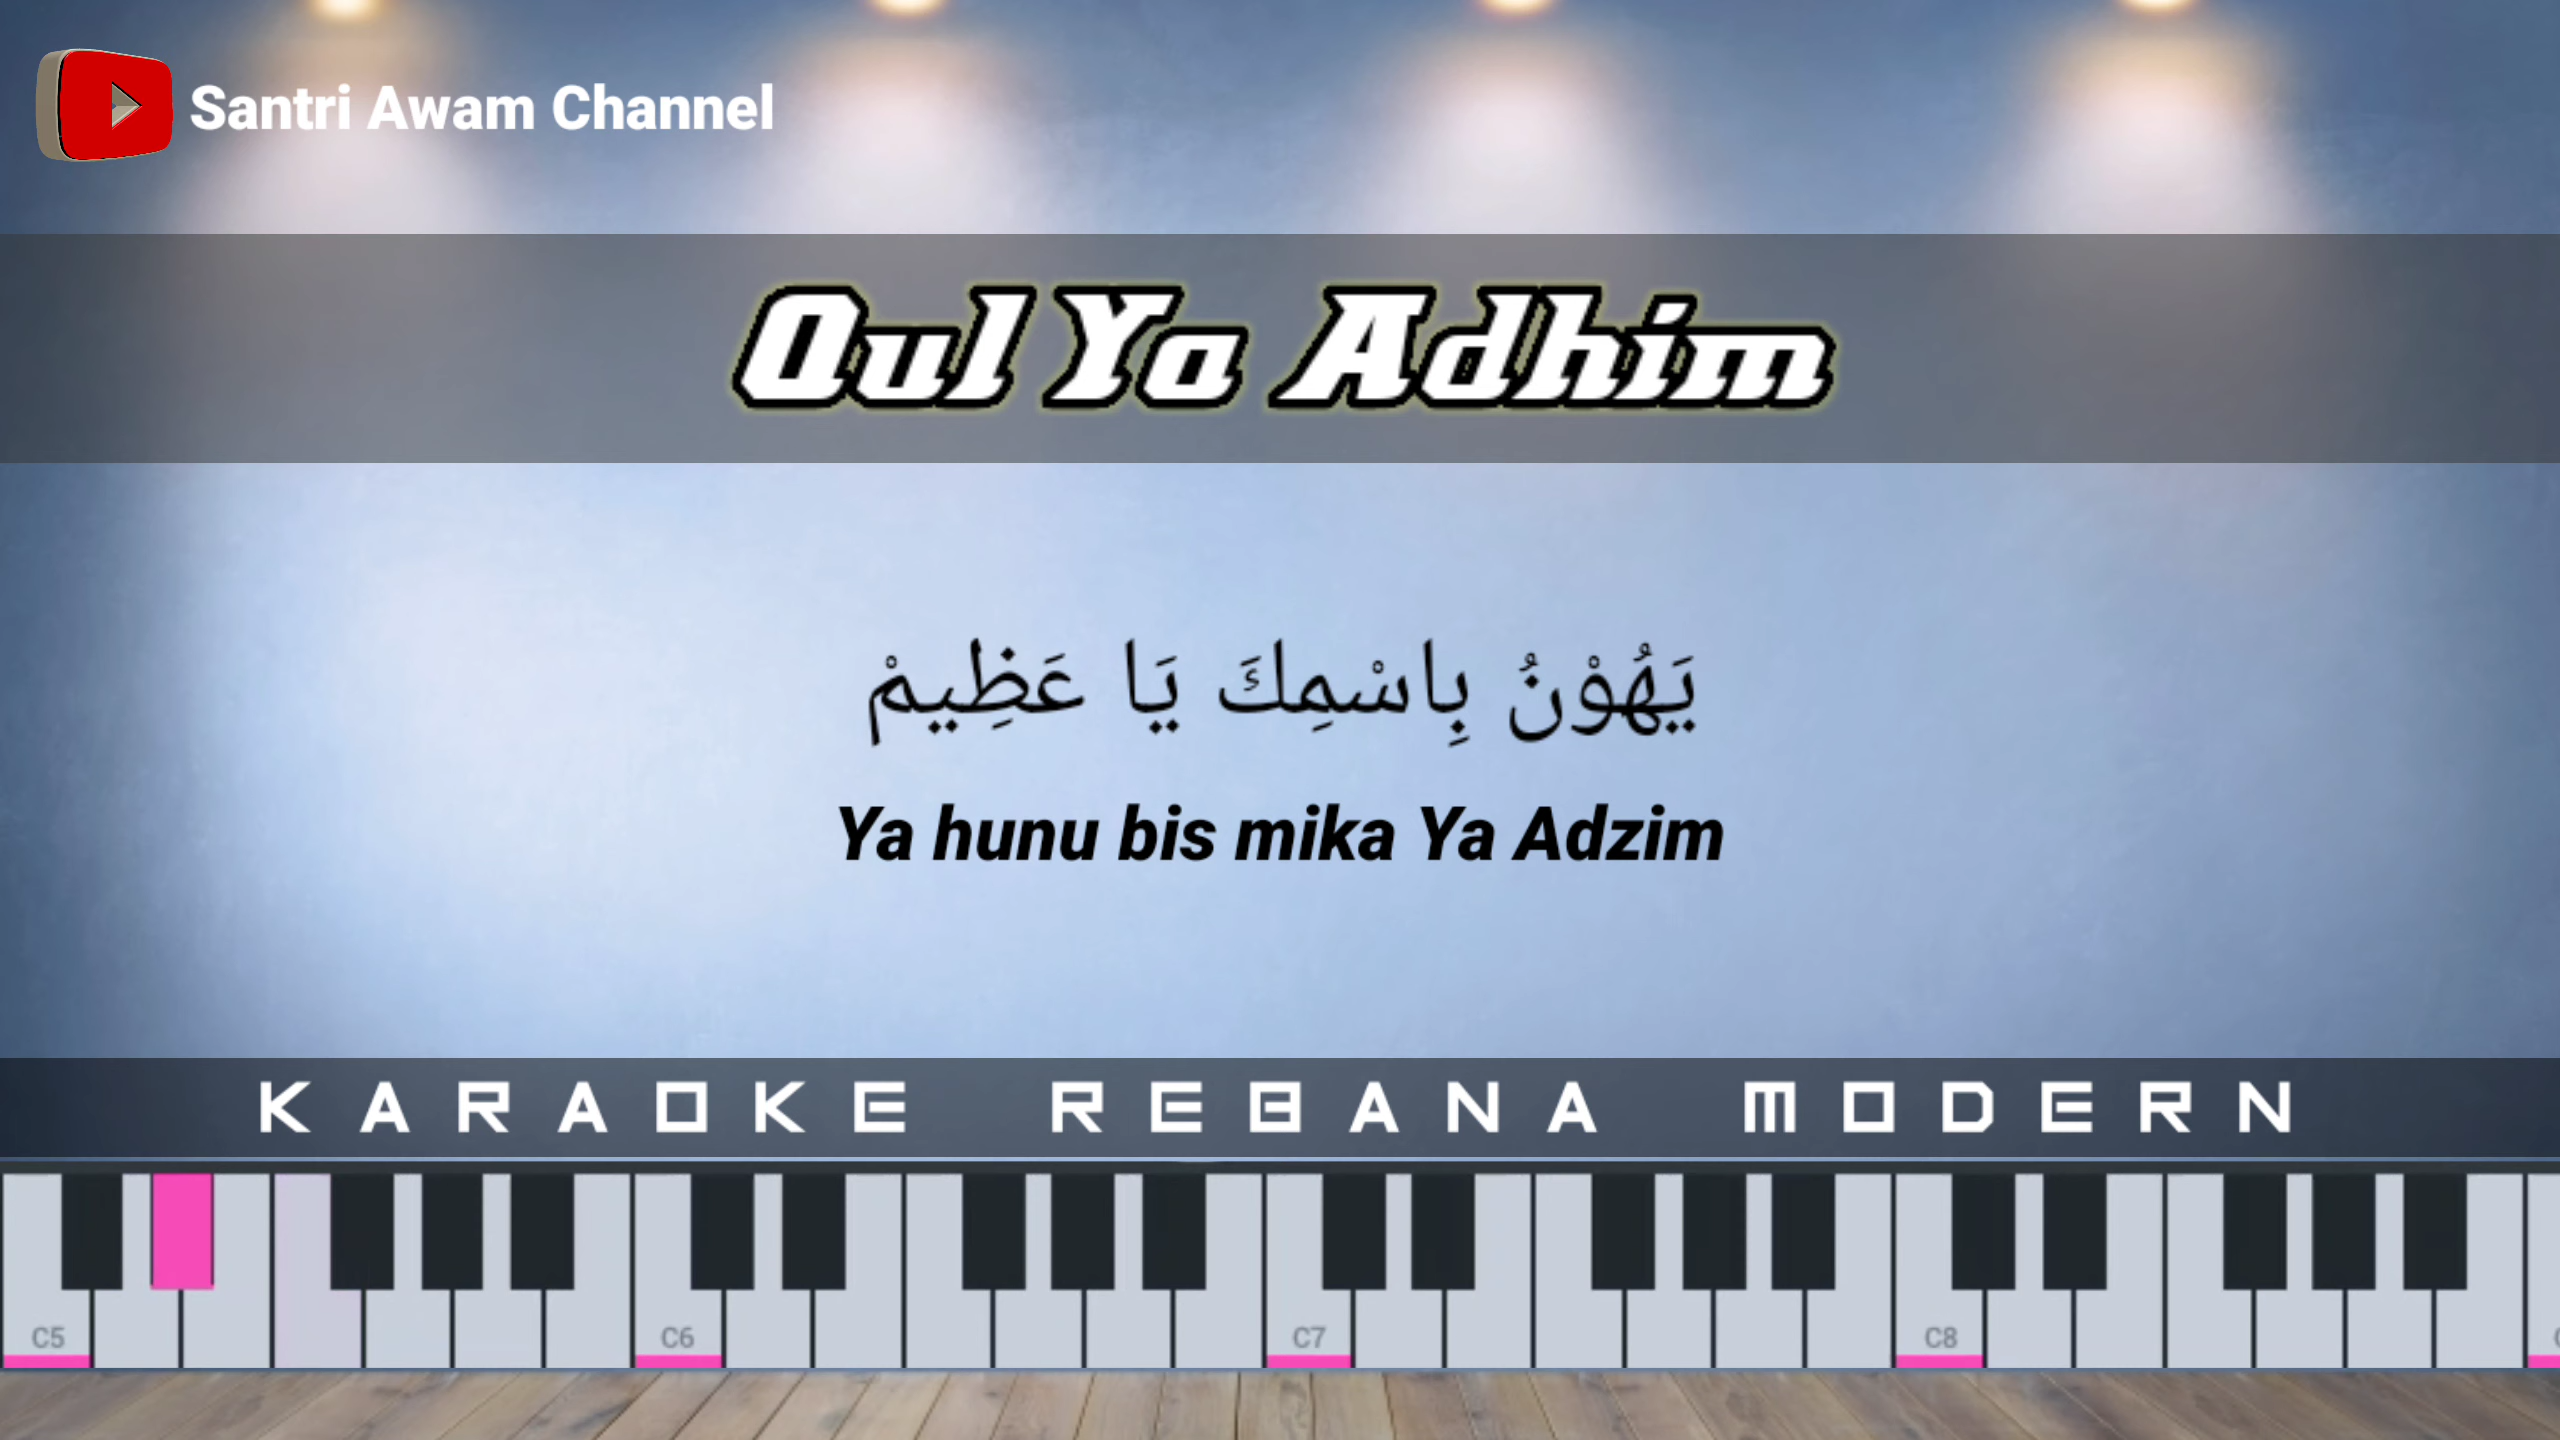 Santri Awam Channel
Qul Ya Adhim
يَهُوْنُ بِاسْمِكَ يَا عَظِيمْ
Ya hunu bis mika Ya Adzim
KARAOKE REBANA MODERN
C5 C6 C7 C8